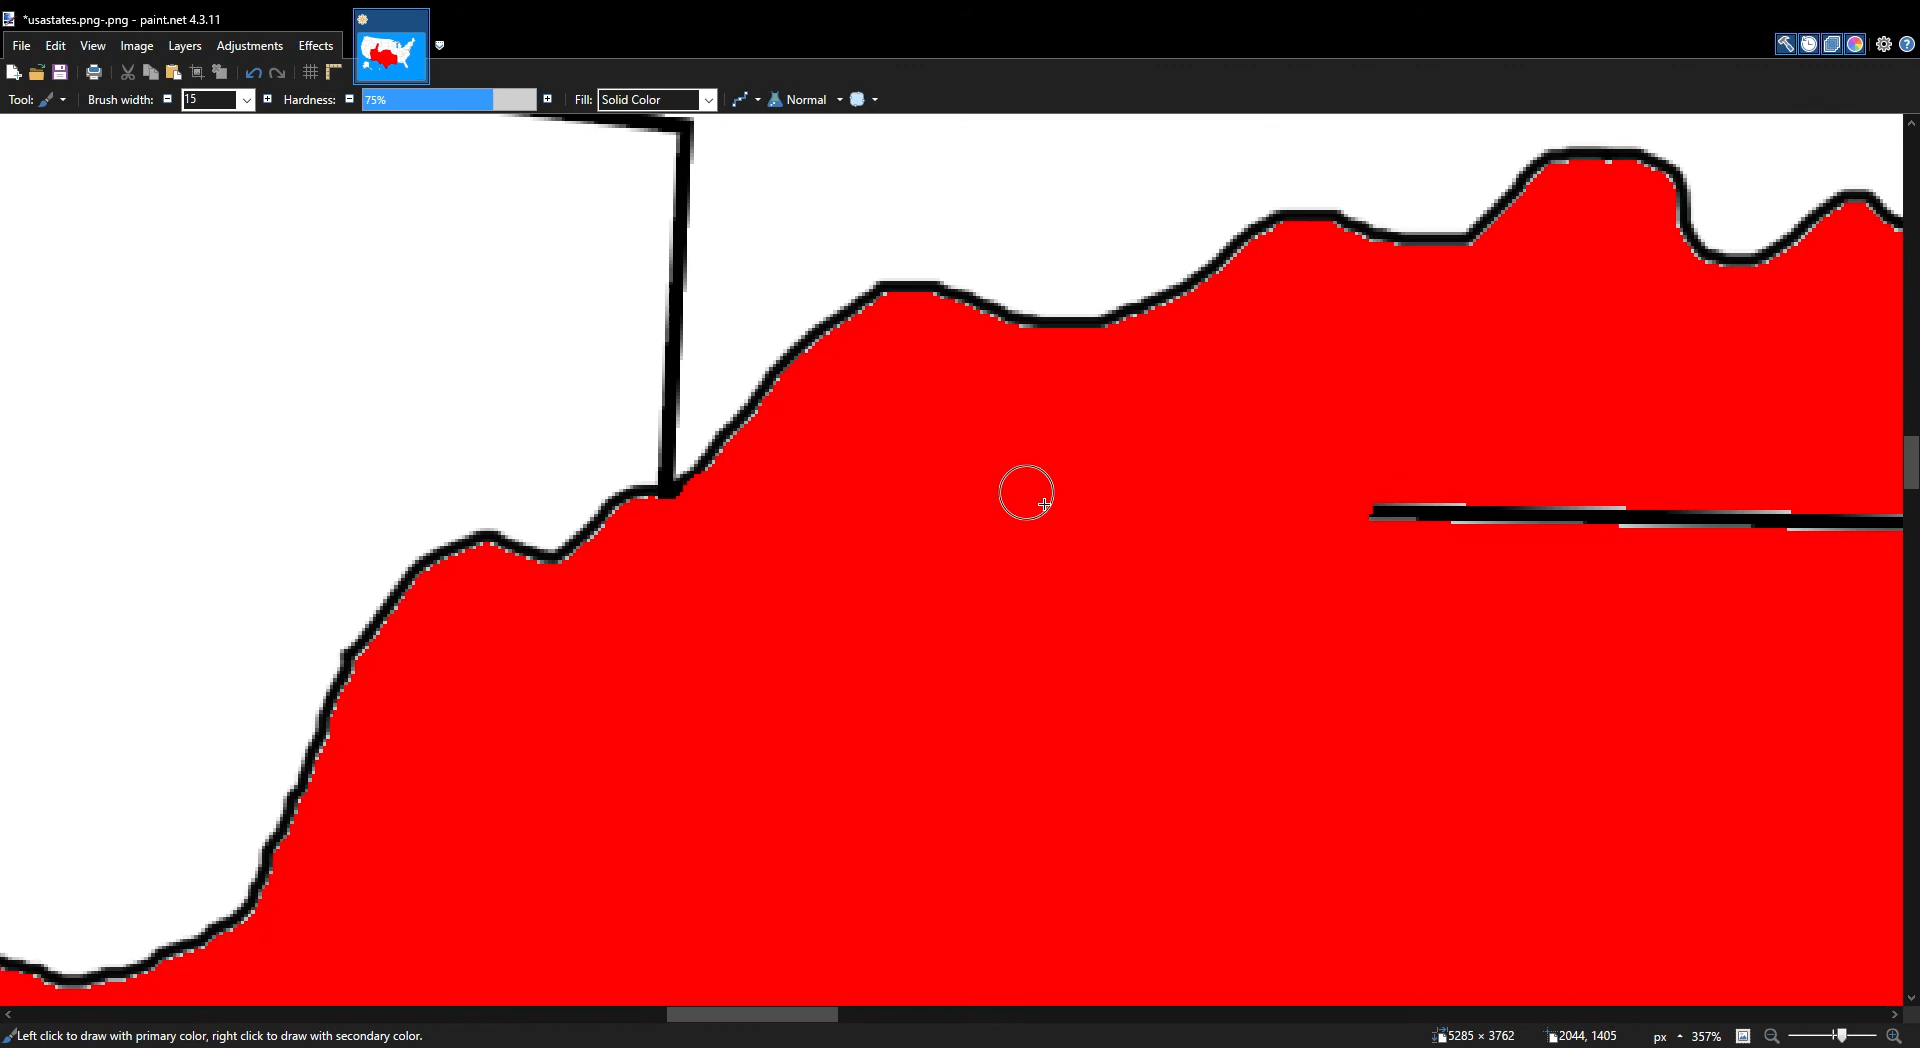 *usastates.png-.png - paint.net 4.3.11
File Edit View Image Layers Adjustments Effects
Tool: Brush width: 15 Hardness: 75% Fill: Solid Color Normal
Left click to draw with primary color, right click to draw with secondary color. 5285 × 3762 2044, 1405 px 357%